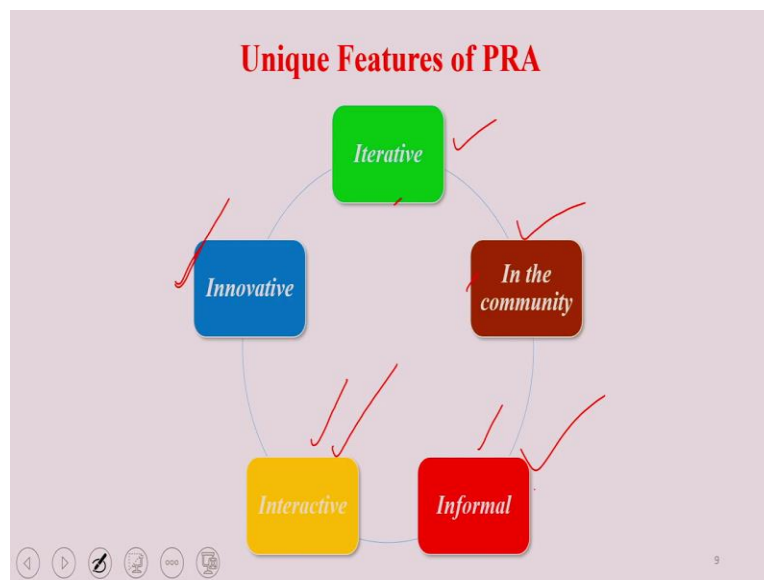 Unique Features of PRA
Iterative
In the
community
Informal
Interactive
Innovative
9